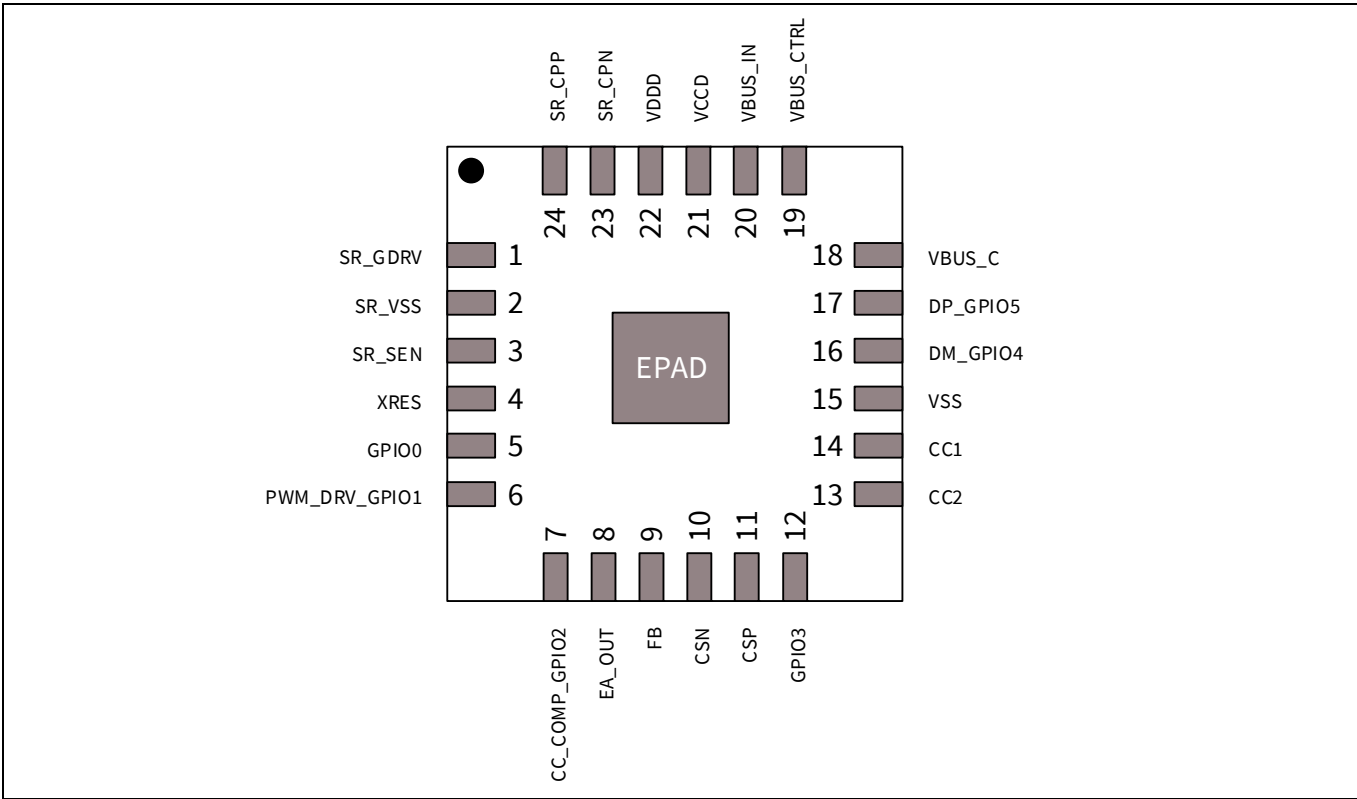 SR_CPP
SR_CPN
VDDD
VCCD
VBUS_IN
VBUS_CTRL
24
23
22
21
20
19
SR_GDRV
1
SR_VSS
2
SR_SEN
3
XRES
4
GPIO0
5
PWM_DRV_GPIO1
6
EPAD
18
VBUS_C
17
DP_GPIO5
16
DM_GPIO4
15
VSS
14
CC1
13
CC2
7
8
9
10
11
12
CC_COMP_GPIO2
EA_OUT
FB
CSN
CSP
GPIO3